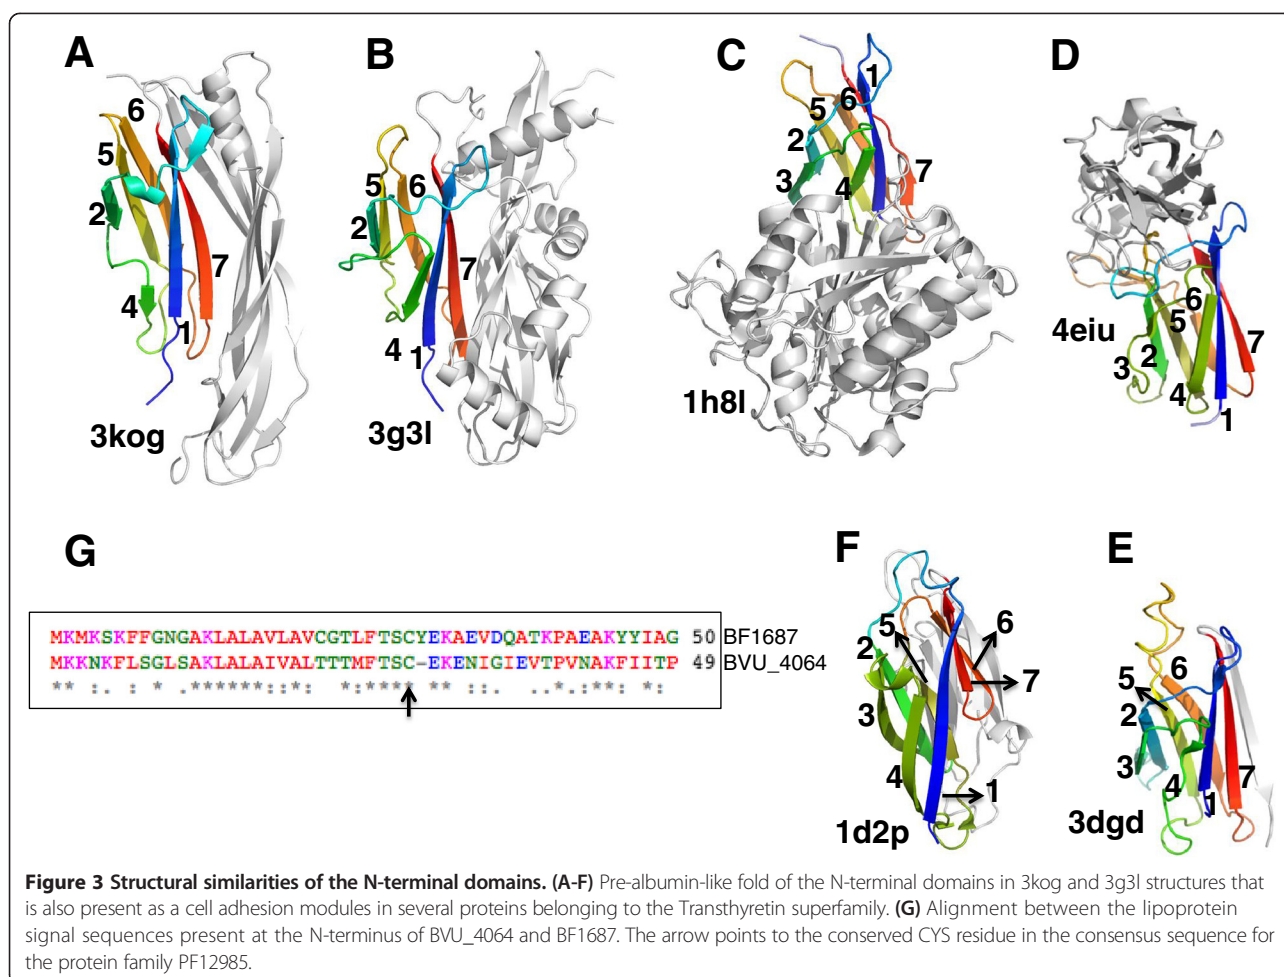 A
B
C
D
6
5
2
4
7
1
3kog
5
6
2
7
4
1
3g3l
1
5
6
2
3
4
7
1h8l
4eiu
6
5
2
3
4
7
1
G
MKMKSKFFGNGAKLALAVLAVCGTLFTSCYEKAEVDQATKPAEAKYYIAG 50 BF1687
MKKNKFLSGLSAKLALAIVALTTTMFTSC-EKENIGIEVTPVNAKFIITP 49 BVU_4064
** :. : * .*******::*: *:**** ** ::. ..*.:**: *:
F
5
6
2
7
3
4
1
1d2p
E
5
6
2
3
4
1
7
3dgd
Figure 3 Structural similarities of the N-terminal domains. (A-F) Pre-albumin-like fold of the N-terminal domains in 3kog and 3g3l structures that
is also present as a cell adhesion modules in several proteins belonging to the Transthyretin superfamily. (G) Alignment between the lipoprotein
signal sequences present at the N-terminus of BVU_4064 and BF1687. The arrow points to the conserved CYS residue in the consensus sequence for
the protein family PF12985.